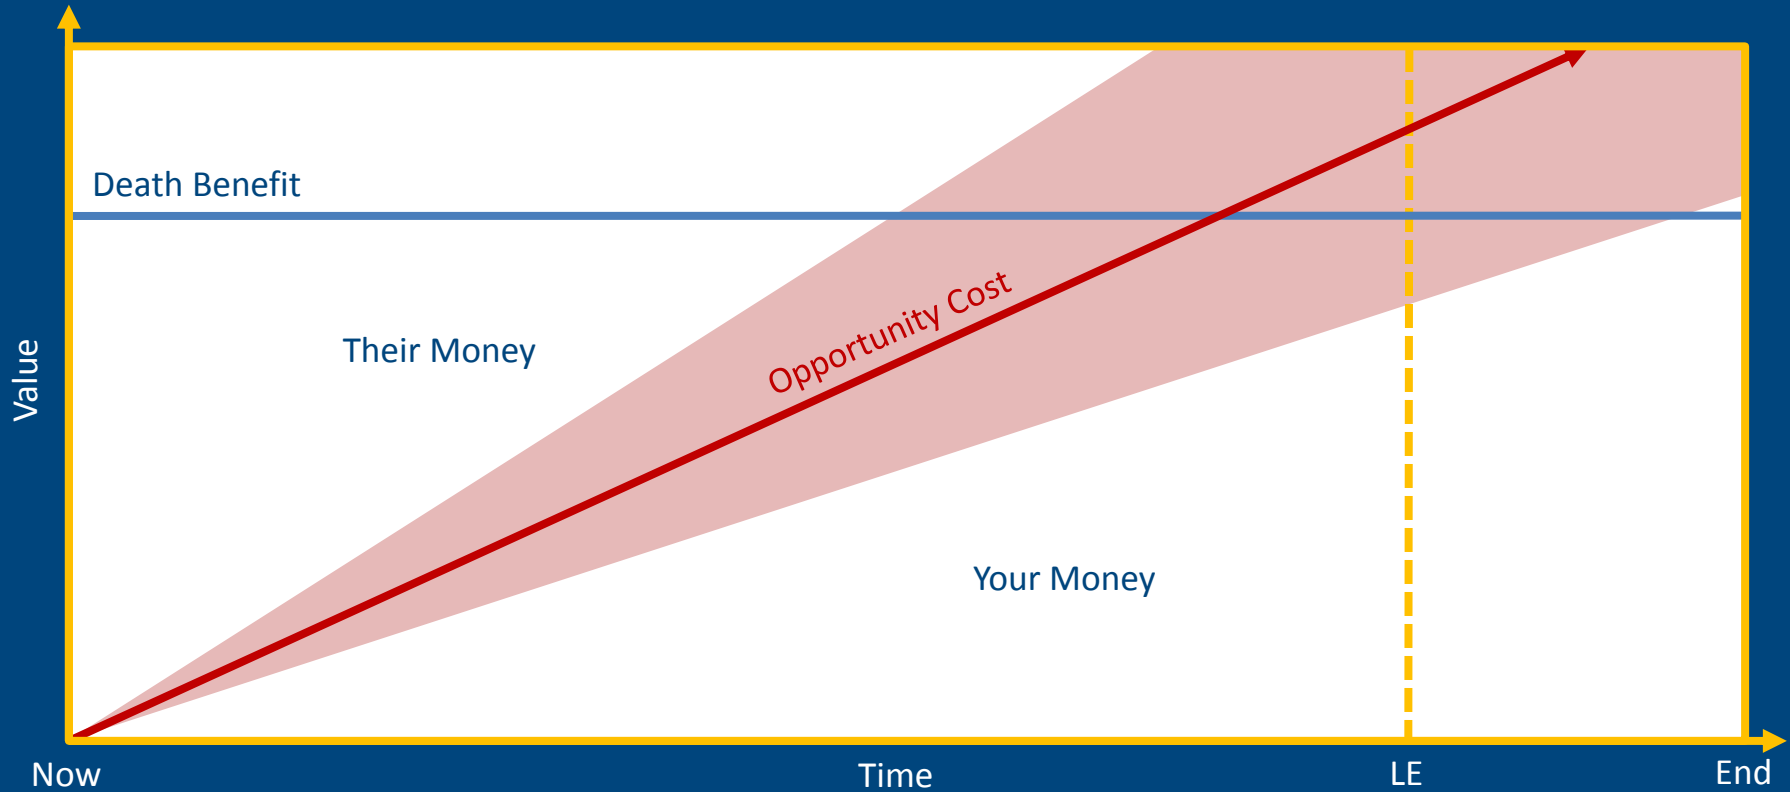 Death Benefit
Their Money
Opportunity Cost
Your Money
Value
Now
Time
LE
End